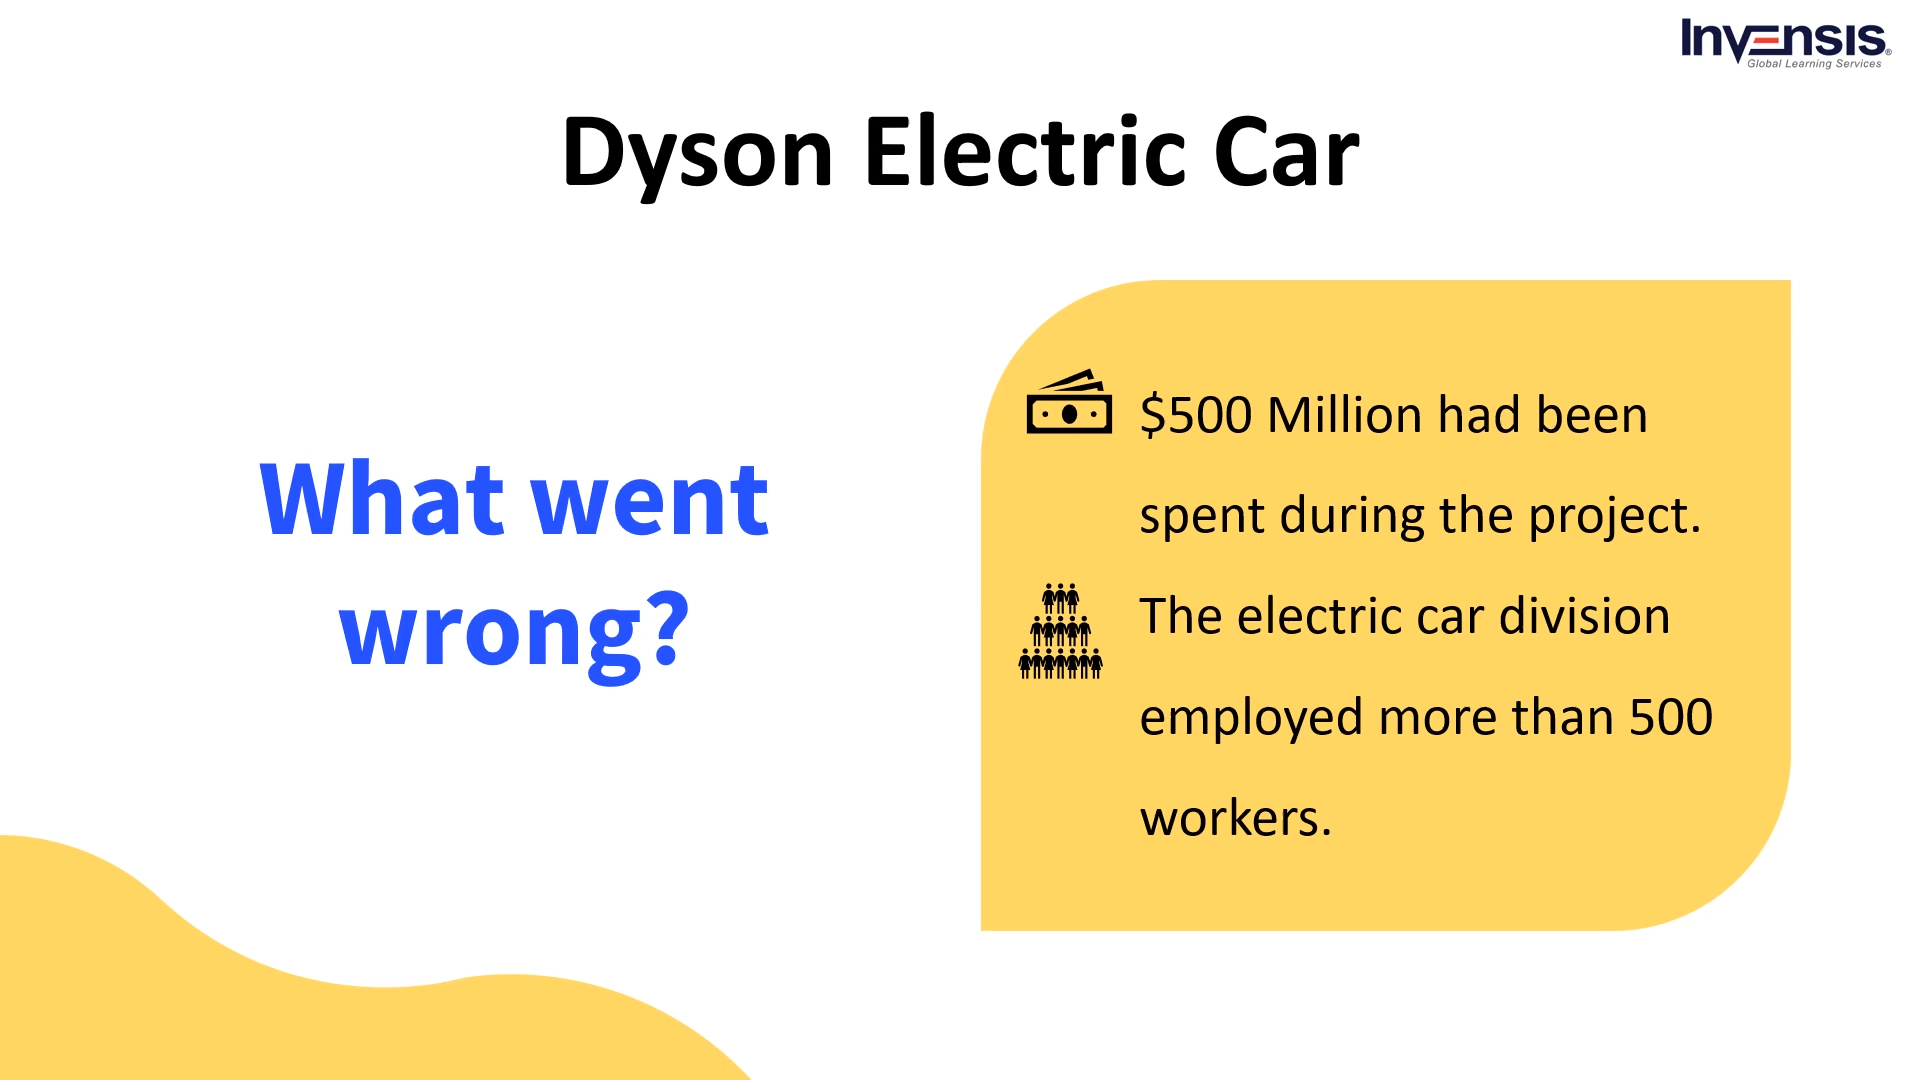 Invensis®
Global Learning Services
Dyson Electric Car
What went
wrong?
$500 Million had been
spent during the project.
The electric car division
employed more than 500
workers.